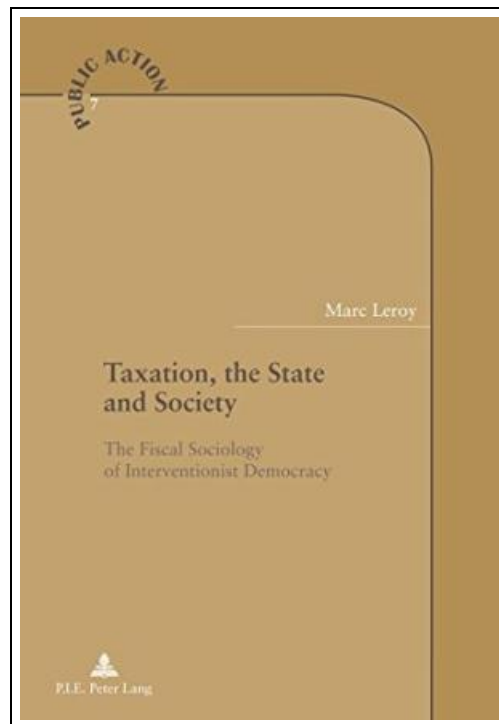 PUBLIC ACTION
7
Marc Leroy
Taxation, the State
and Society
The Fiscal Sociology
of Interventionist Democracy
P.I.E. Peter Lang